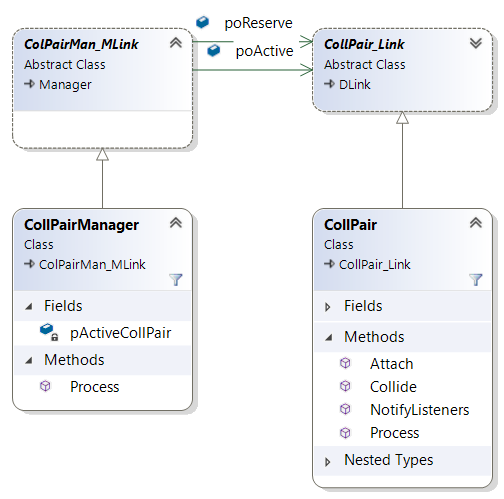 poReserve
poActive
ColPairMan_MLink
Abstract Class
Manager
CollPair_Link
Abstract Class
DLink
CollPairManager
Class
ColPairMan_MLink
Fields
pActiveCollPair
Methods
Process
CollPair
Class
CollPair_Link
Fields
Methods
Attach
Collide
NotifyListeners
Process
Nested Types